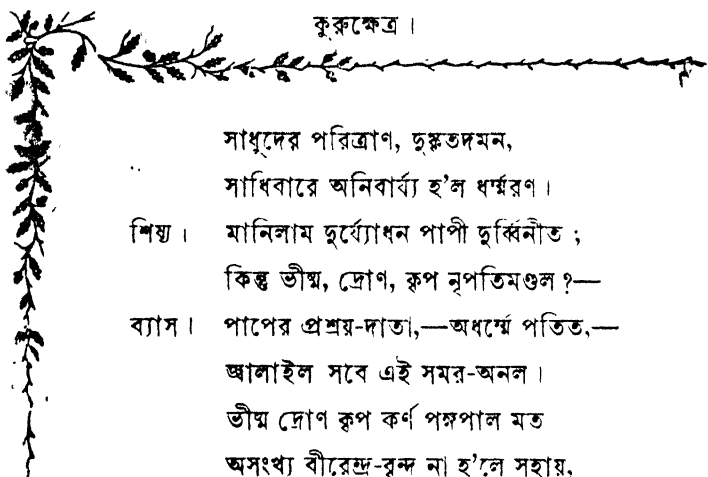 কুরুক্ষেত্র।
সাধুদের পরিত্রাণ, দুষ্কৃতদমন,
সাধিবারে অনিবার্য্য হ'ল ধর্ম্মরণ।
শিষ্য। মানিলাম দুর্য্যোধন পাপী দুর্ব্বিনীত;
কিন্তু ভীষ্ম, দ্রোণ, কৃপ নৃপতিমণ্ডল?—
ব্যাস। পাপের প্রশ্রয়-দাতা,—অধর্ম্মে পতিত,—
জ্বালাইল সবে এই সমর-অনল।
ভীষ্ম দ্রোণ কৃপ কর্ণ পঙ্গপাল মত
অসংখ্য বীরেন্দ্র-বৃন্দ না হ'লে সহায়,